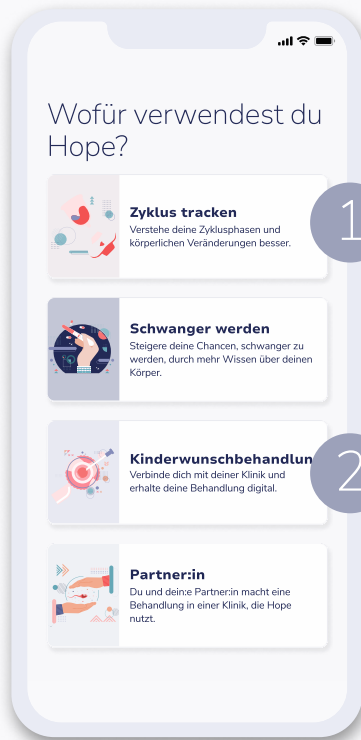 Wofür verwendest du
Hope?
Zyklus tracken
Verstehe deine Zyklusphasen und
körperlichen Veränderungen besser.
1
Schwanger werden
Steigere deine Chancen, schwanger zu
werden, durch mehr Wissen über deinen
Körper.
Kinderwunschbehandlun
Verbinde dich mit deiner Klinik und
erhalte deine Behandlung digital.
2
Partner:in
Du und dein:e Partner:in macht eine
Behandlung in einer Klinik, die Hope
nutzt.